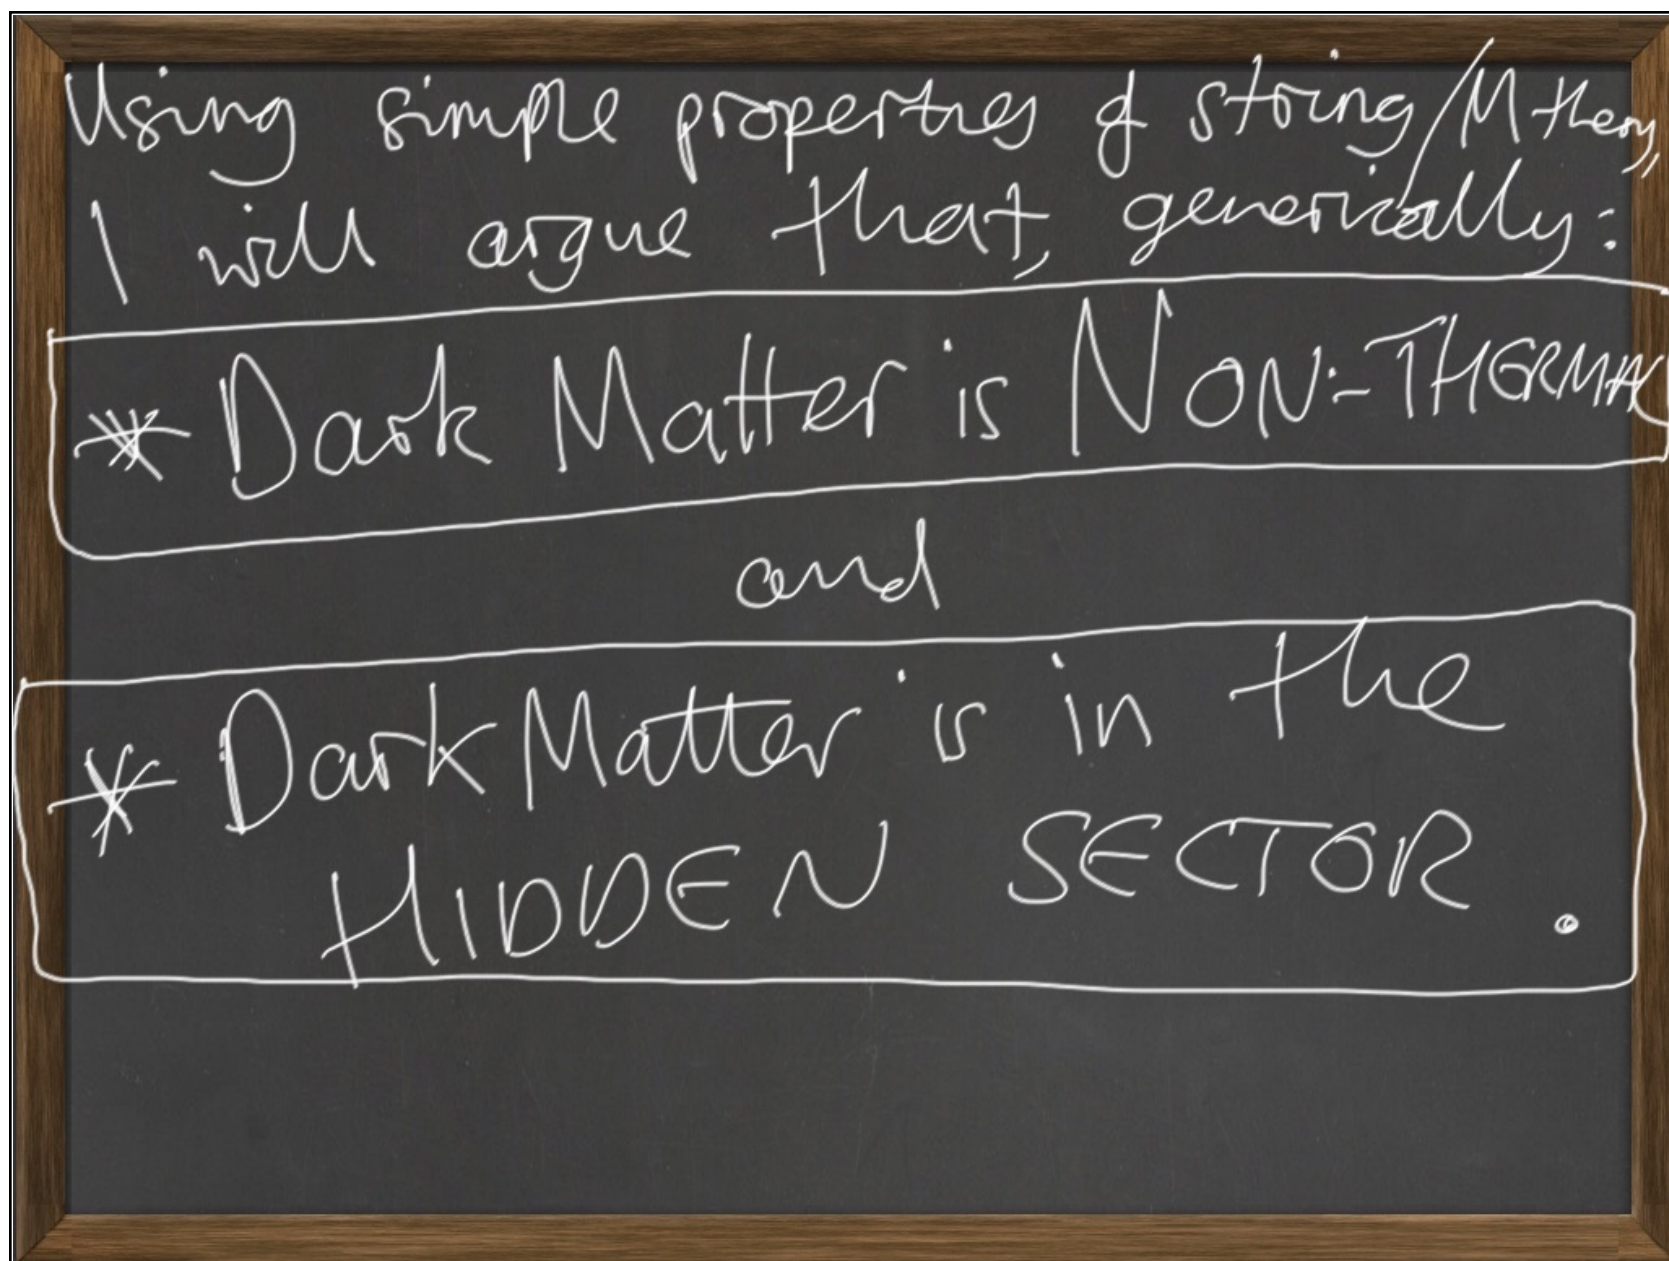 Using simple properties of string/M theory,
I will argue that, generically:
* Dark Matter is NON-THERMAL
and
* Dark Matter is in the
HIDDEN SECTOR.